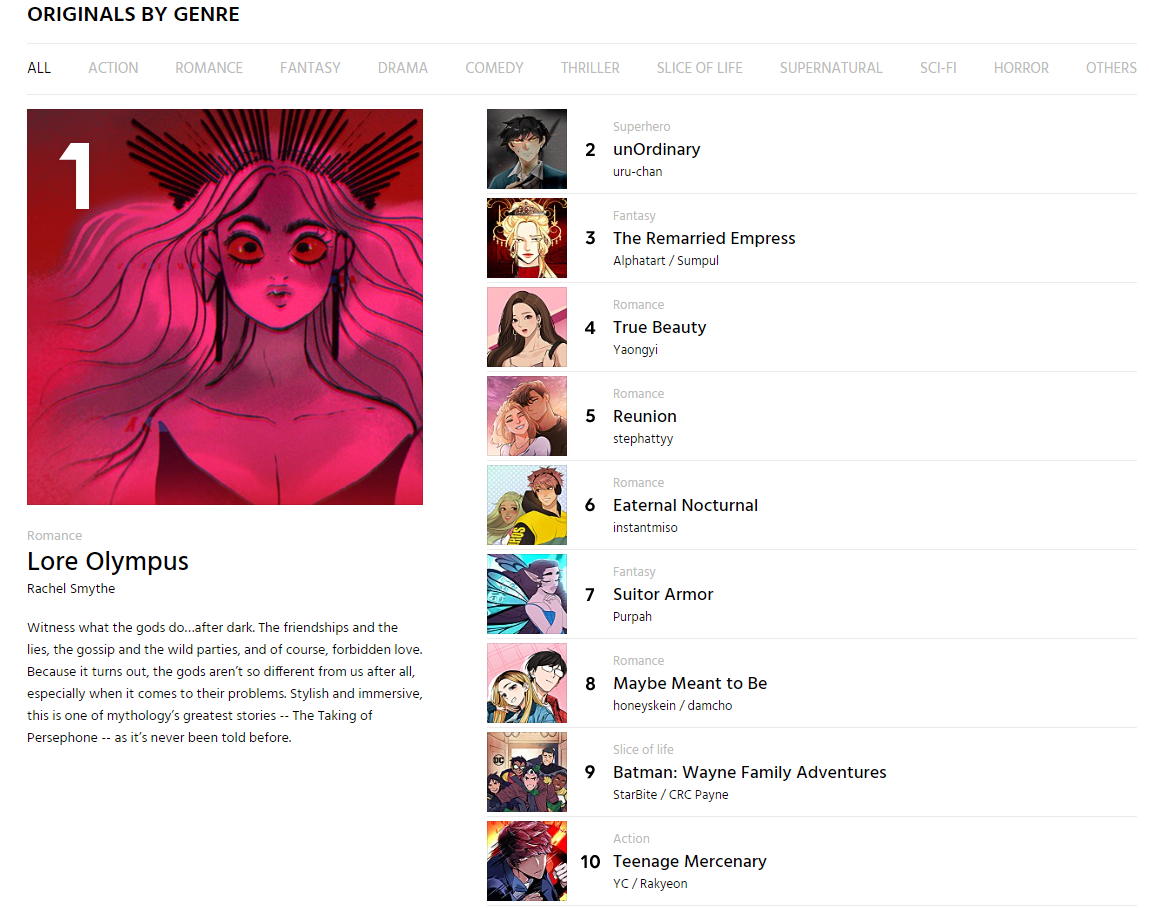 ORIGINALS BY GENRE
ALL ACTION ROMANCE FANTASY DRAMA COMEDY THRILLER SLICE OF LIFE SUPERNATURAL SCI-FI HORROR OTHERS
1
Romance
Lore Olympus
Rachel Smythe
Witness what the gods do...after dark. The friendships and the
lies, the gossip and the wild parties, and of course, forbidden love.
Because it turns out, the gods aren’t so different from us after all,
especially when it comes to their problems. Stylish and immersive,
this is one of mythology’s greatest stories -- The Taking of
Persephone -- as it’s never been told before.
Superhero
2 unOrdinary
uru-chan
Fantasy
3 The Remarried Empress
Alphatart / Sumpul
Romance
4 True Beauty
Yaongyi
Romance
5 Reunion
stephattyy
Romance
6 Eaternal Nocturnal
instantmiso
Fantasy
7 Suitor Armor
Purpah
Romance
8 Maybe Meant to Be
honeyskein / damcho
Slice of life
DC
9 Batman: Wayne Family Adventures
StarBite / CRC Payne
Action
10 Teenage Mercenary
YC / Rakyeon